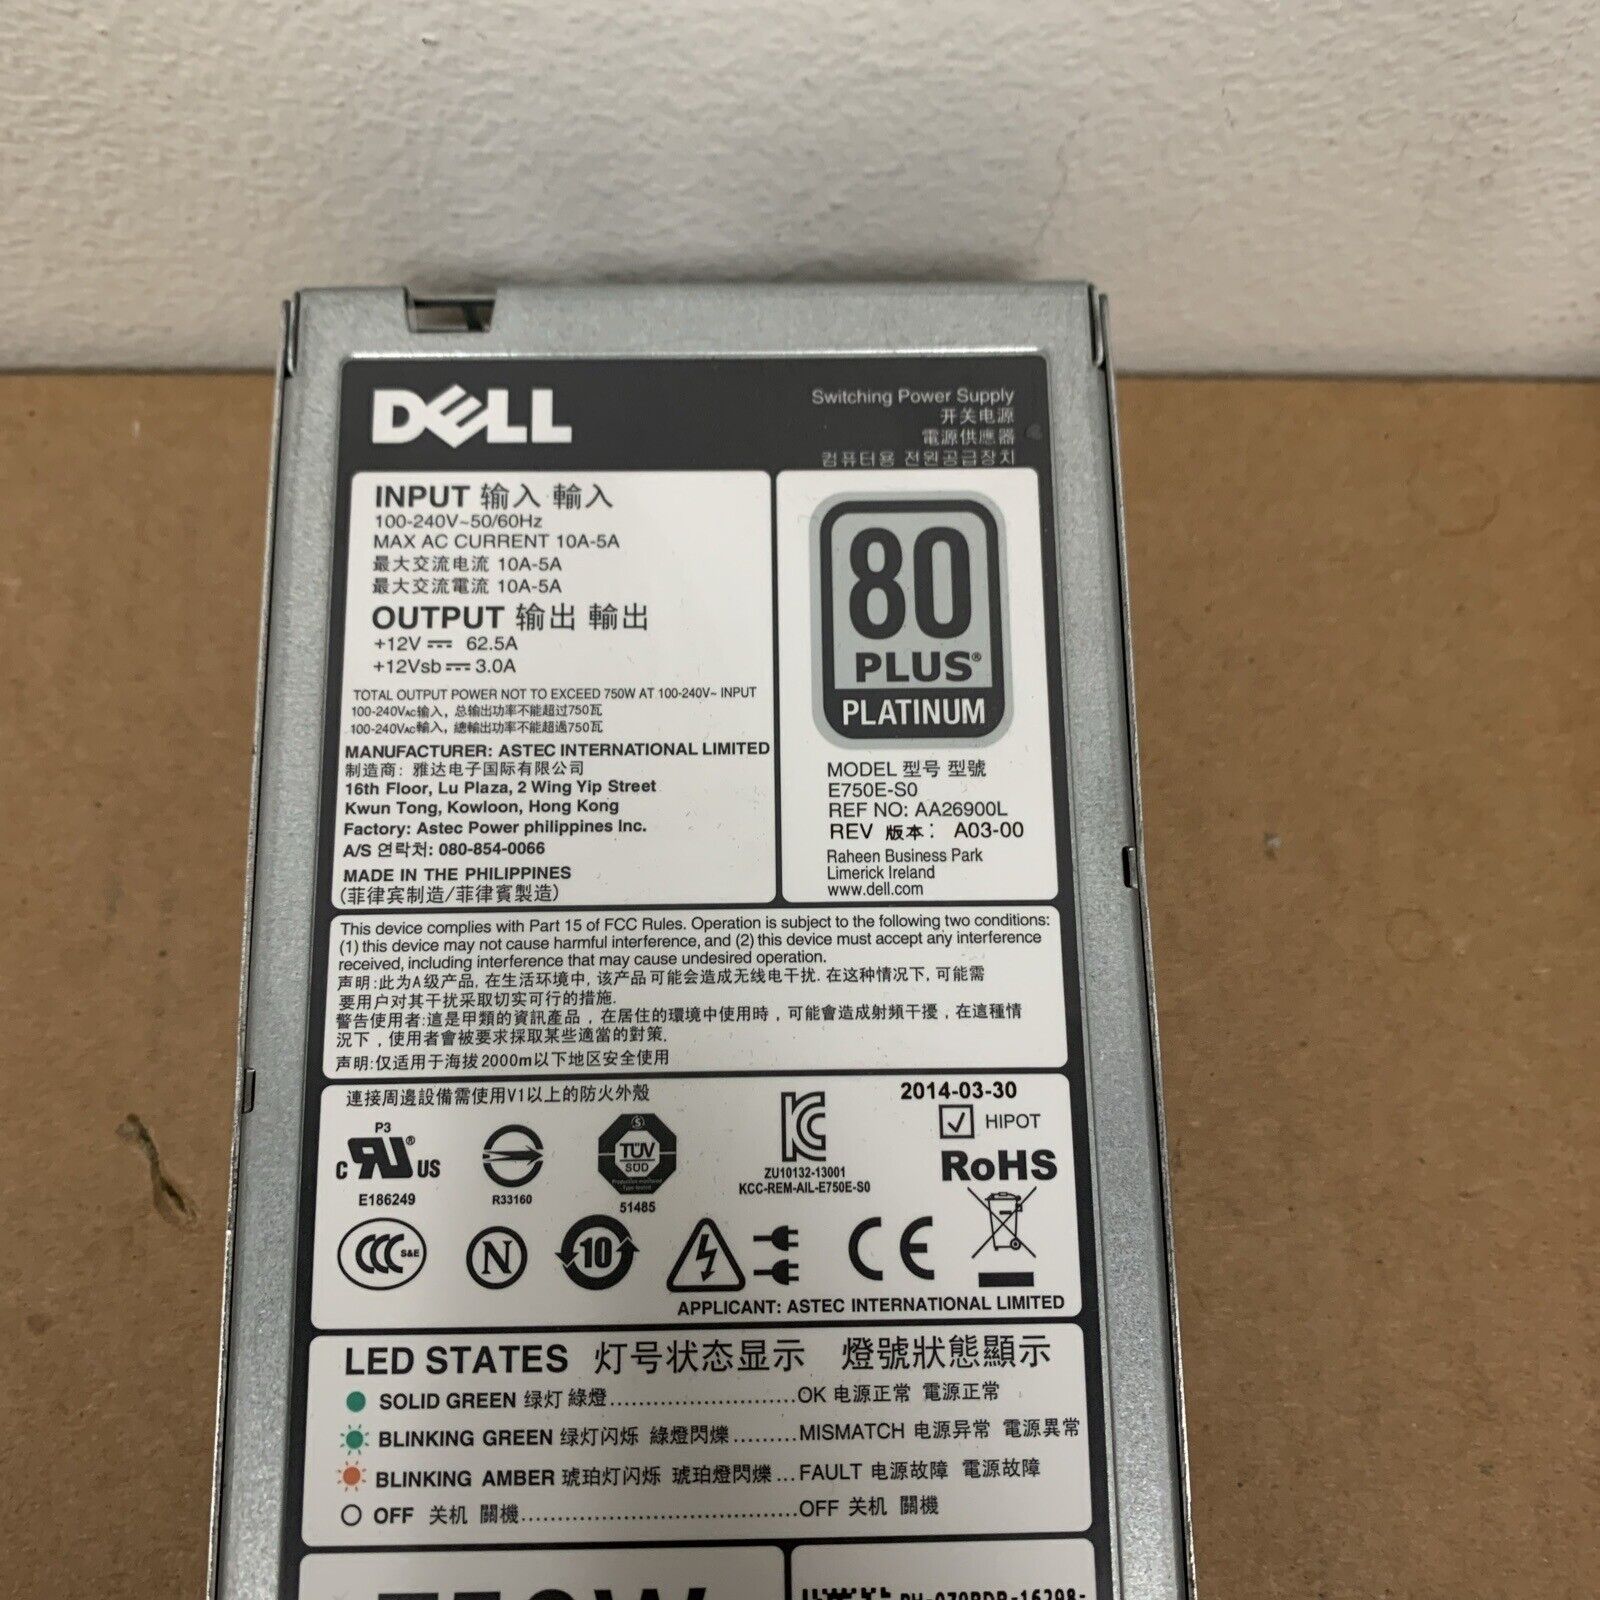 DELL
Switching Power Supply
开关电源
電源供應器
컴퓨터용 전원공급장치
INPUT 输入 輸入
100-240V~50/60Hz
MAX AC CURRENT 10A-5A
最大交流电流 10A-5A
最大交流電流 10A-5A
OUTPUT 输出 輸出
+12V 62.5A
+12Vsb 3.0A
TOTAL OUTPUT POWER NOT TO EXCEED 750W AT 100-240V~ INPUT
100-240VAC输入，总输出功率不能超过750瓦
100-240VAC輸入，總輸出功率不能超過750瓦
MANUFACTURER: ASTEC INTERNATIONAL LIMITED
制造商: 雅达电子国际有限公司
16th Floor, Lu Plaza, 2 Wing Yip Street
Kwun Tong, Kowloon, Hong Kong
Factory: Astec Power philippines Inc.
A/S 연락처: 080-854-0066
MADE IN THE PHILIPPINES
(菲律宾制造/菲律賓製造)
80
PLUS®
PLATINUM
MODEL 型号 型號
E750E-S0
REF NO: AA26900L
REV 版本: A03-00
Raheen Business Park
Limerick Ireland
www.dell.com
This device complies with Part 15 of FCC Rules. Operation is subject to the following two conditions:
(1) this device may not cause harmful interference, and (2) this device must accept any interference
received, including interference that may cause undesired operation.
声明:此为A级产品, 在生活环境中, 该产品可能会造成无线电干扰. 在这种情况下, 可能需
要用户对其干扰采取切实可行的措施.
警告使用者:這是甲類的資訊產品，在居住的環境中使用時，可能會造成射頻干擾，在這種情
況下，使用者會被要求採取某些適當的對策.
声明:仅适用于海拔2000m以下地区安全使用
連接周邊設備需使用V1以上的防火外殼
2014-03-30
HIPOT
P3
c RU ® US
E186249
R33160
TÜV
SÜD
51485
ZU10132-13001
KCC-REM-AIL-E750E-S0
RoHS
CCC S&E
N
10
CE
APPLICANT: ASTEC INTERNATIONAL LIMITED
LED STATES 灯号状态显示 燈號狀態顯示
SOLID GREEN 绿灯 綠燈..........................OK 电源正常 電源正常
BLINKING GREEN 绿灯闪烁 綠燈閃爍.........MISMATCH 电源异常 電源異常
BLINKING AMBER 琥珀灯闪烁 琥珀燈閃爍...FAULT 电源故障 電源故障
OFF 关机 關機.......................................OFF 关机 關機
750W